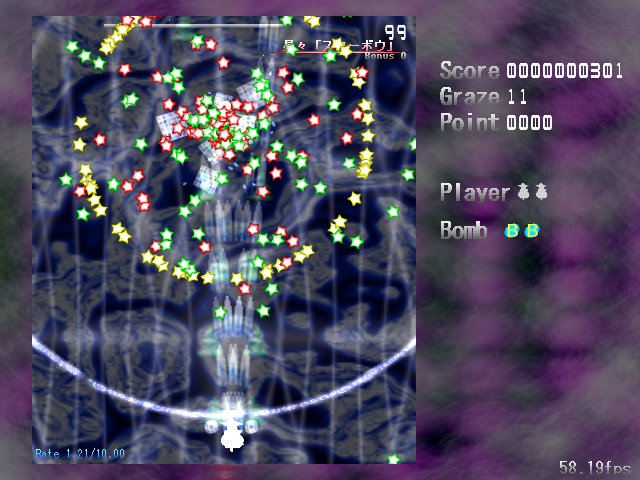 99
星々「スターボウ」
Bonus 0
Score 0000000301
Graze 11
Point 0000
Player
Bomb B B
Rate 1.21/10.00
58.19fps